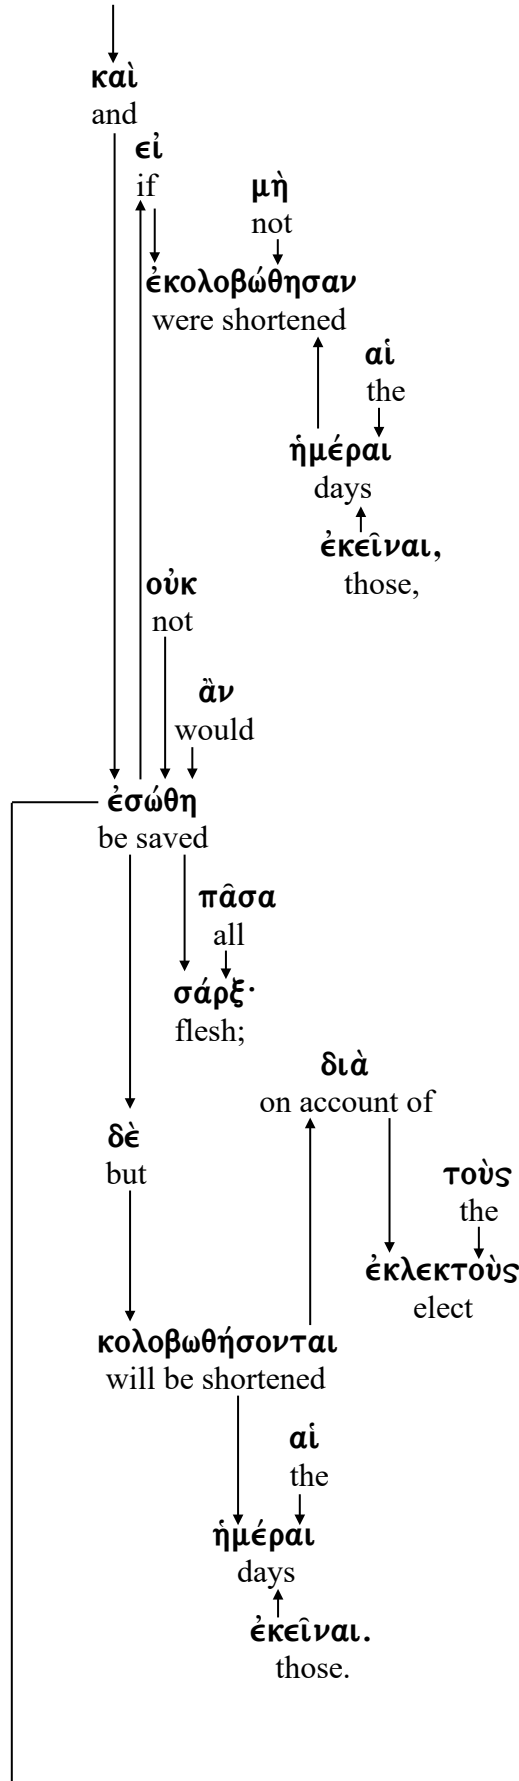 καὶ
and
εἰ
if
μὴ
not
ἐκολοβώθησαν
were shortened
αἱ
the
ἡμέραι
days
ἐκεῖναι,
those,
οὐκ
not
ἂν
would
ἐσώθη
be saved
πᾶσα
all
σάρξ·
flesh;
διὰ
on account of
δὲ
but
τοὺς
the
ἐκλεκτοὺς
elect
κολοβωθήσονται
will be shortened
αἱ
the
ἡμέραι
days
ἐκεῖναι.
those.